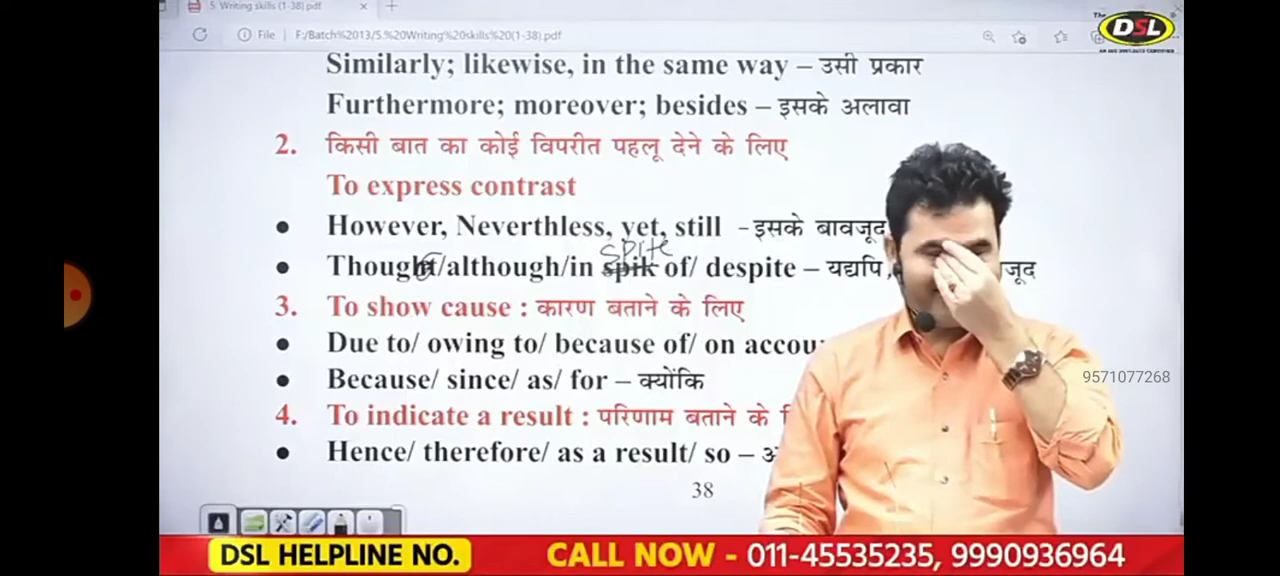 5. Writing skills (1-38).pdf
File F:/Batch%2013/5.%20Writing%20skills%20(1-38).pdf
The
DSL
Similarly; likewise, in the same way – उसी प्रकार
Furthermore; moreover; besides – इसके अलावा
2. किसी बात का कोई विपरीत पहलू देने के लिए
To express contrast
• However, Neverthless, yet, still - इसके बावजूद
spite
• Thought/although/in spik of/ despite – यद्यपि, जूद
3. To show cause : कारण बताने के लिए
• Due to/ owing to/ because of/ on accou
9571077268
• Because/ since/ as/ for – क्योंकि
4. To indicate a result : परिणाम बताने के
• Hence/ therefore/ as a result/ so –
38
DSL HELPLINE NO. CALL NOW - 011-45535235, 9990936964